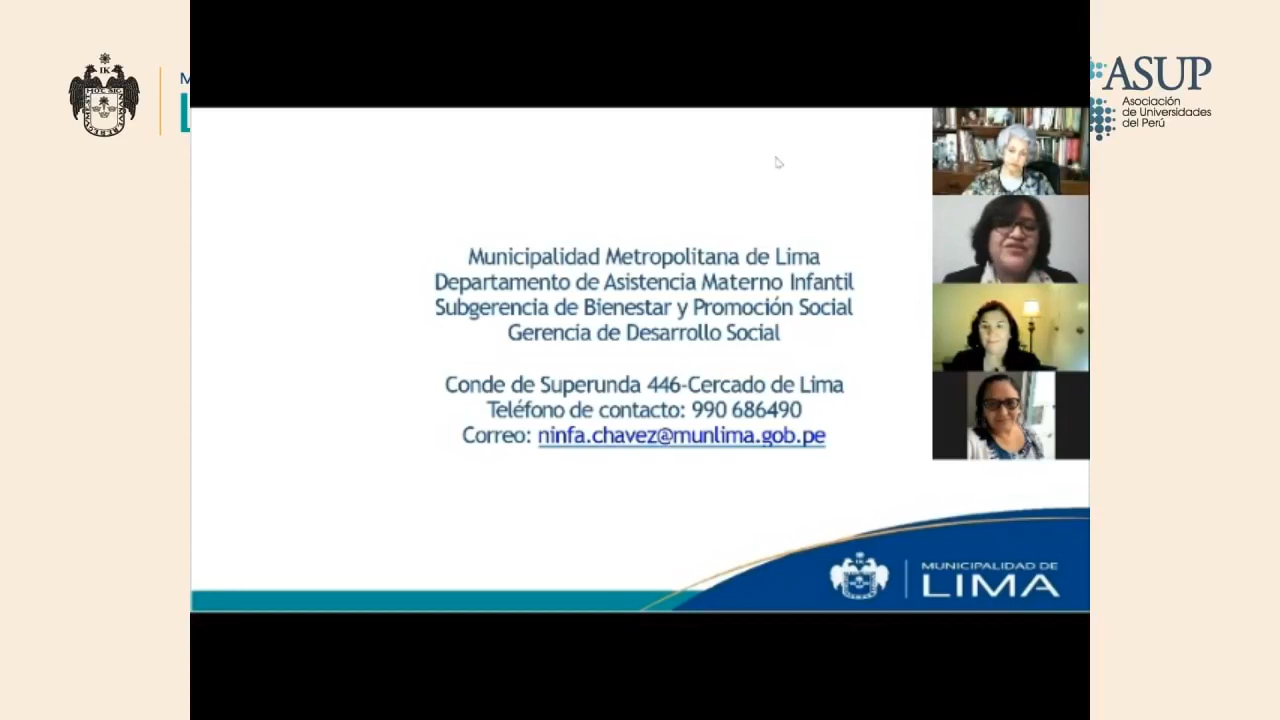 IK
M
L
ASUP
Asociación
de Universidades
del Perú
Municipalidad Metropolitana de Lima
Departamento de Asistencia Materno Infantil
Subgerencia de Bienestar y Promoción Social
Gerencia de Desarrollo Social
Conde de Superunda 446-Cercado de Lima
Teléfono de contacto: 990 686490
Correo: ninfa.chavez@munlima.gob.pe
MUNICIPALIDAD DE
LIMA